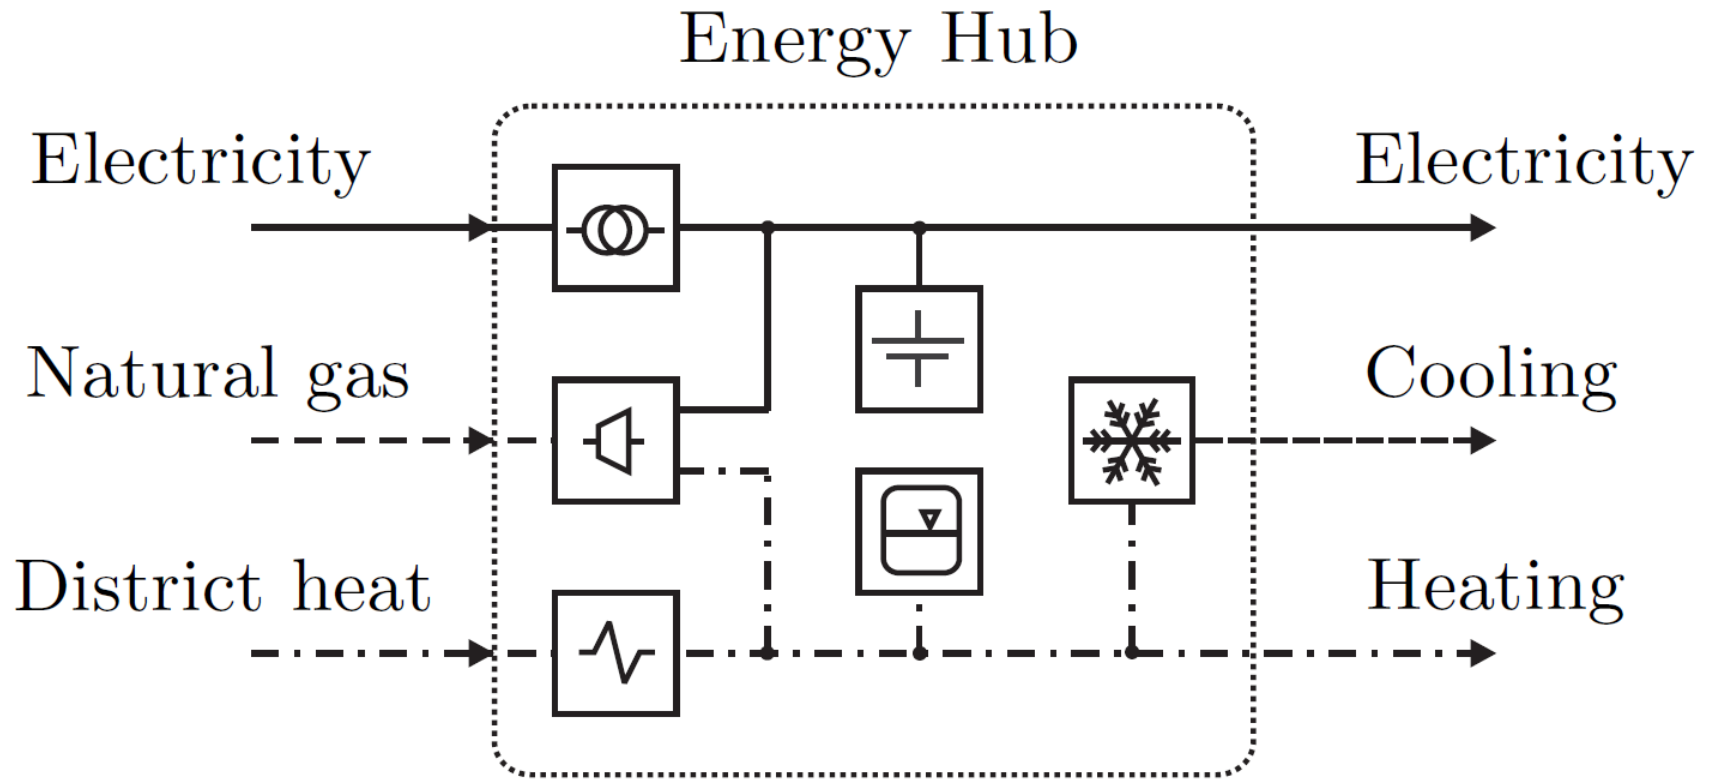 Energy Hub
Electricity
Electricity
Natural gas
Cooling
District heat
Heating